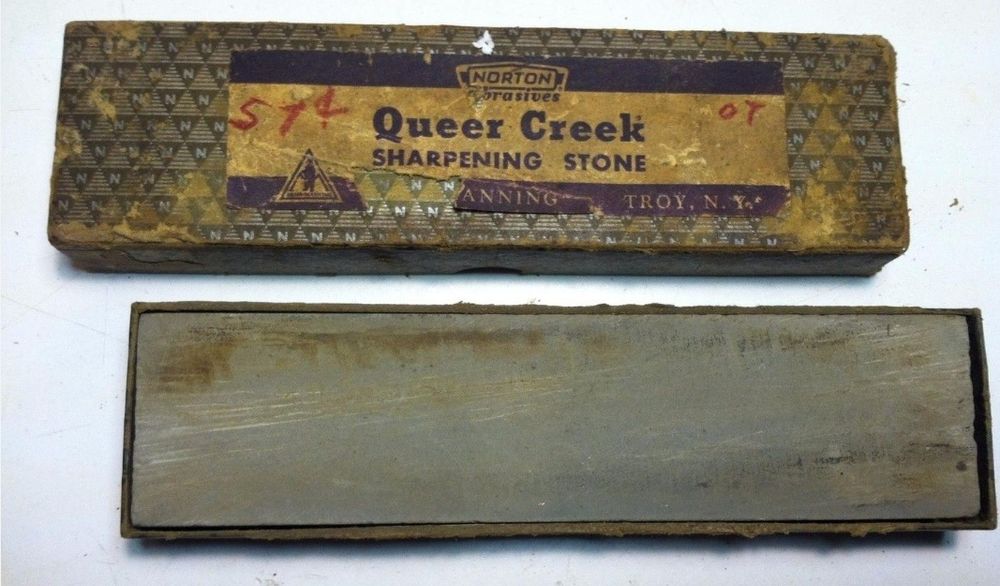 NORTON
Abrasives
57¢
OT
Queer Creek
SHARPENING STONE
ANNING
TROY, N. Y.